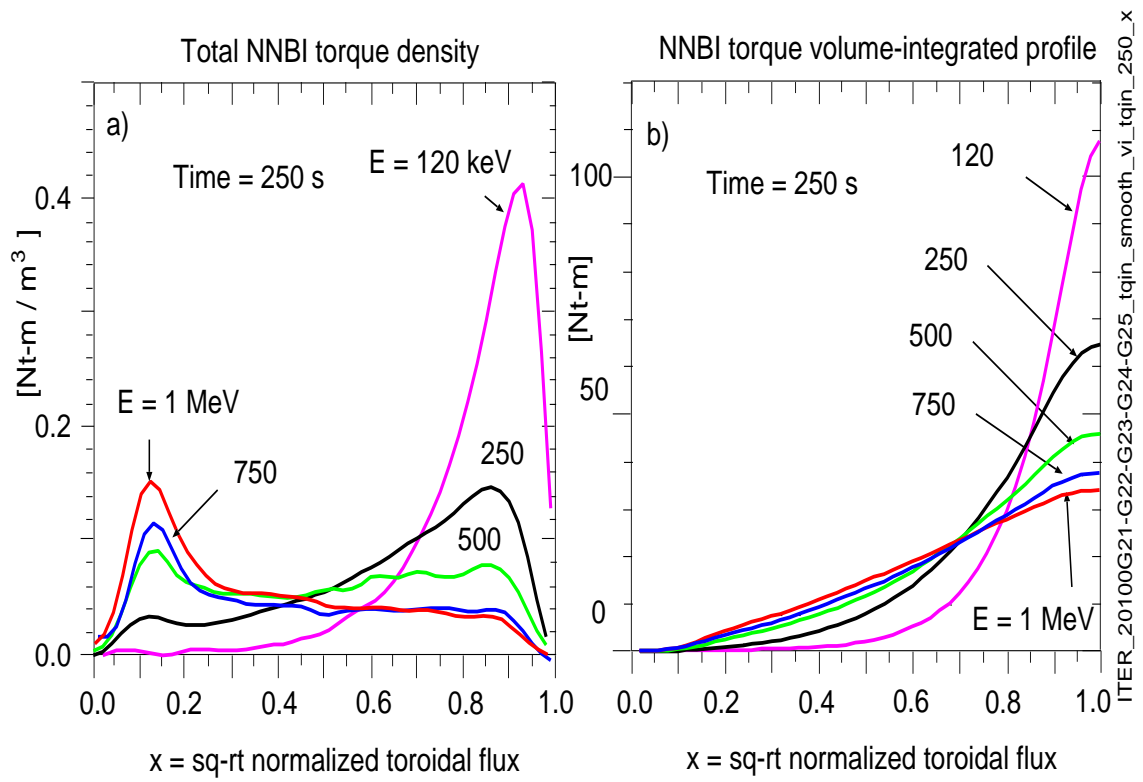 Total NNBI torque density
a)
Time = 250 s
E = 120 keV
E = 1 MeV
750
250
500
[Nt-m / m³]
0.4
0.2
0.0
0.0 0.2 0.4 0.6 0.8 1.0
x = sq-rt normalized toroidal flux
NNBI torque volume-integrated profile
b)
Time = 250 s
120
250
500
750
E = 1 MeV
[Nt-m]
100
50
0
0.0 0.2 0.4 0.6 0.8 1.0
x = sq-rt normalized toroidal flux
ITER_20100G21-G22-G23-G24-G25_tqin_smooth_vi_tqin_250_x